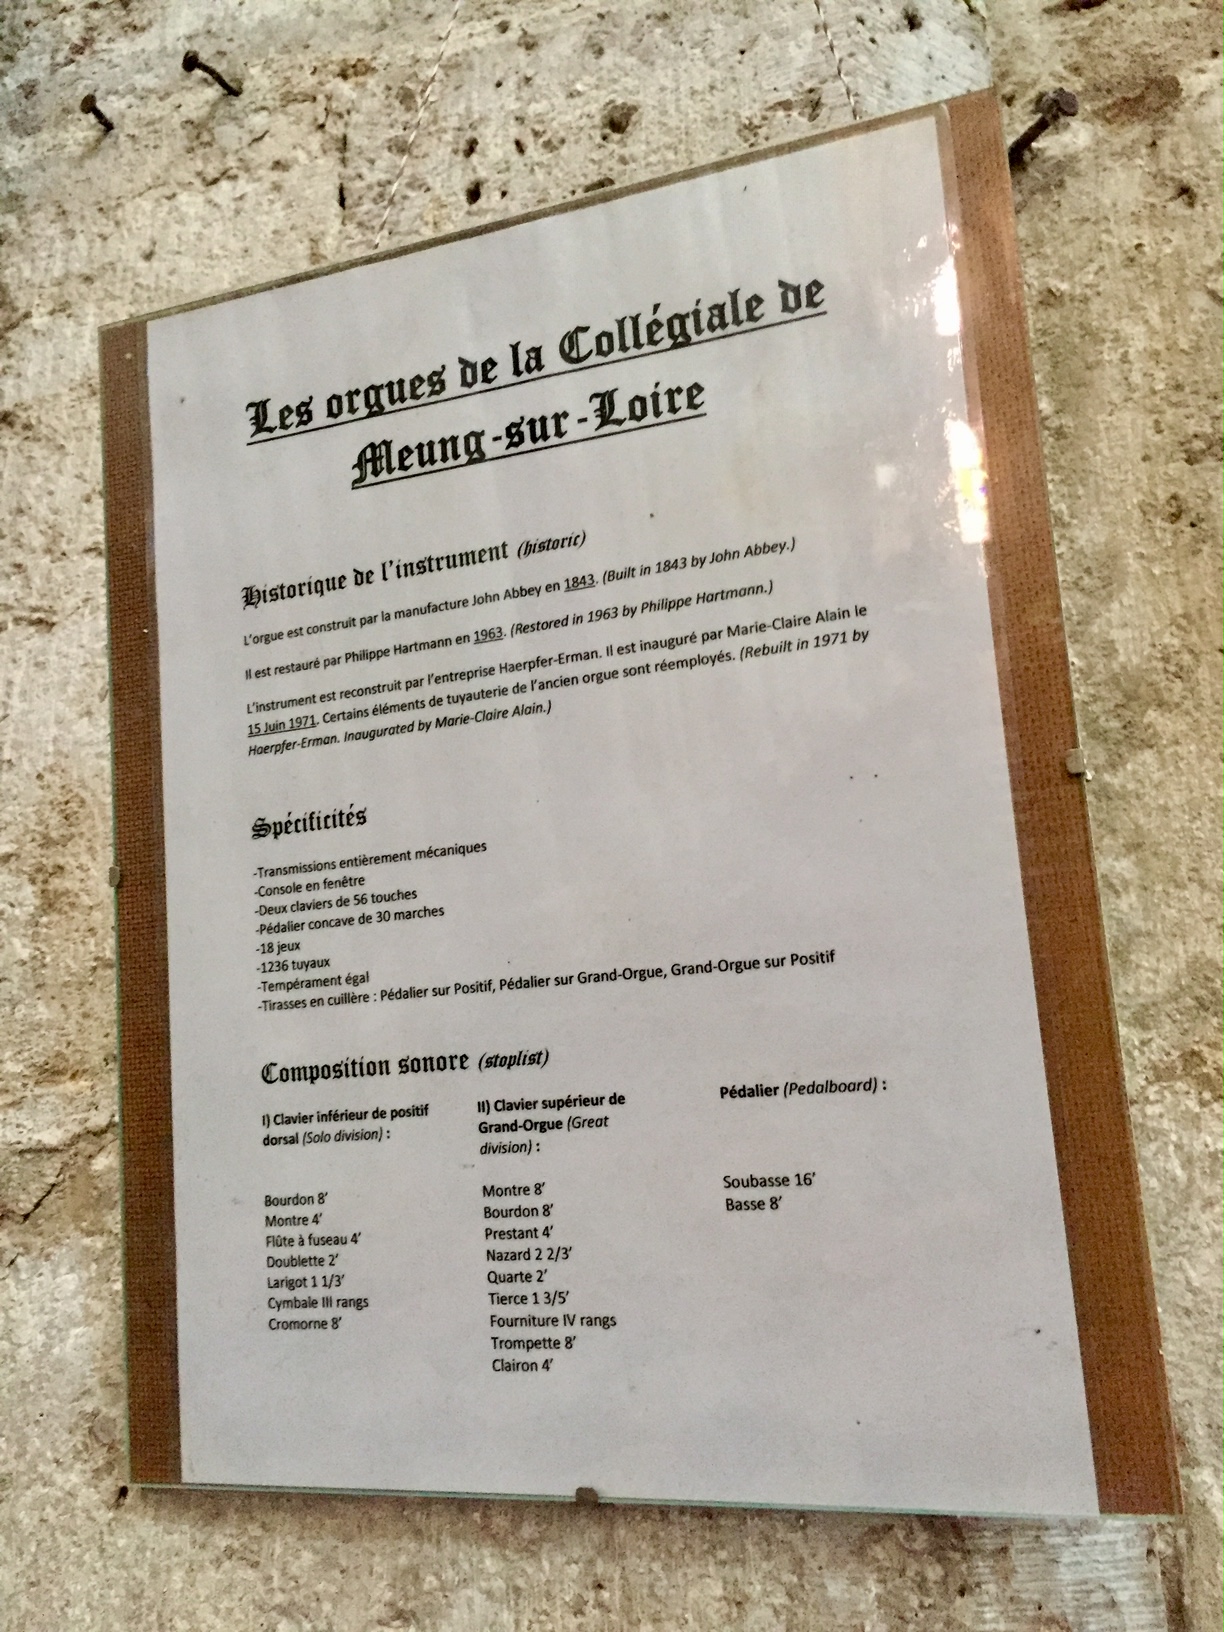 Les orgues de la Collégiale de
Meung-sur-Loire
Historique de l'instrument (historic)
L'orgue est construit par la manufacture John Abbey en 1843. (Built in 1843 by John Abbey.)
Il est restauré par Philippe Hartmann en 1963. (Restored in 1963 by Philippe Hartmann.)
L'instrument est reconstruit par l'entreprise Haerpfer-Erman. Il est inauguré par Marie-Claire Alain le
15 Juin 1971. Certains éléments de tuyauterie de l'ancien orgue sont réemployés. (Rebuilt in 1971 by
Haerpfer-Erman. Inaugurated by Marie-Claire Alain.)
Spécificités
-Transmissions entièrement mécaniques
-Console en fenêtre
-Deux claviers de 56 touches
-Pédalier concave de 30 marches
-18 jeux
-1236 tuyaux
-Tempérament égal
-Tirasses en cuillère : Pédalier sur Positif, Pédalier sur Grand-Orgue, Grand-Orgue sur Positif
Composition sonore (stoplist)
I) Clavier inférieur de positif
dorsal (Solo division) :
Bourdon 8'
Montre 4'
Flûte à fuseau 4'
Doublette 2'
Larigot 1 1/3'
Cymbale III rangs
Cromorne 8'
II) Clavier supérieur de
Grand-Orgue (Great
division) :
Montre 8'
Bourdon 8'
Prestant 4'
Nazard 2 2/3'
Quarte 2'
Tierce 1 3/5'
Fourniture IV rangs
Trompette 8'
Clairon 4'
Pédalier (Pedalboard) :
Soubasse 16'
Basse 8'